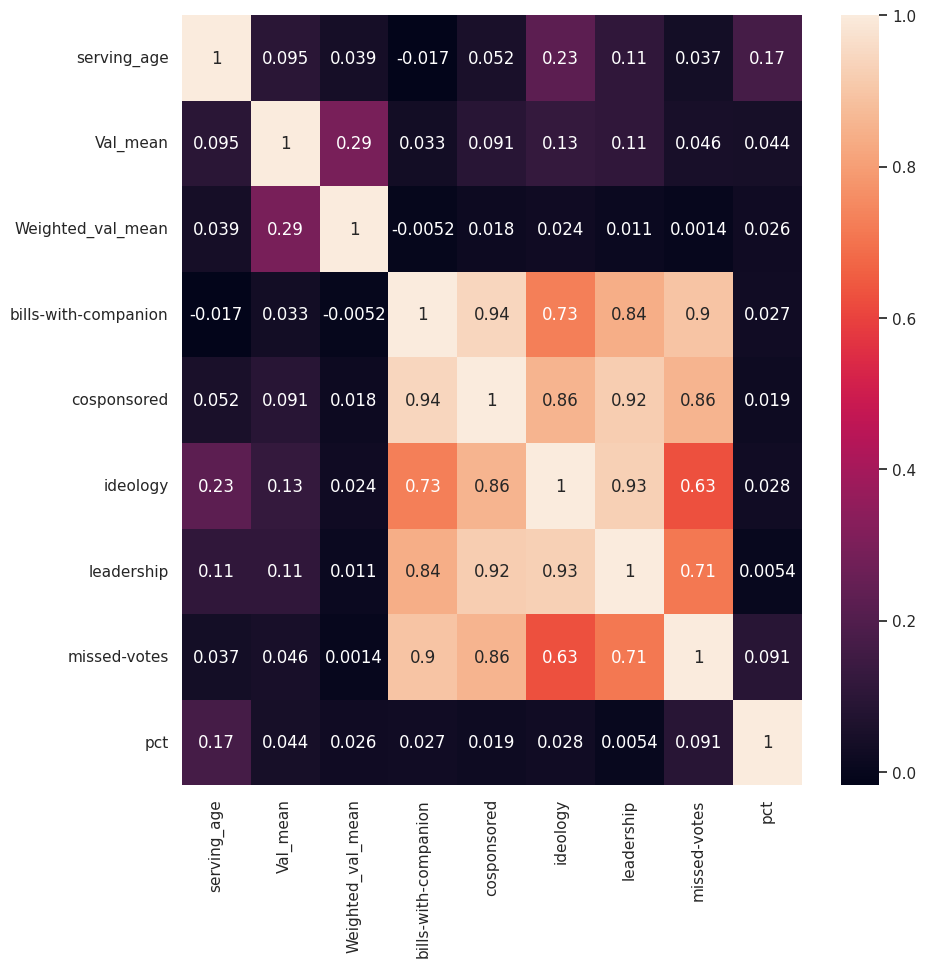 serving_age 1 0.095 0.039 -0.017 0.052 0.23 0.11 0.037 0.17
Val_mean 0.095 1 0.29 0.033 0.091 0.13 0.11 0.046 0.044
Weighted_val_mean 0.039 0.29 1 -0.0052 0.018 0.024 0.011 0.0014 0.026
bills-with-companion -0.017 0.033 -0.0052 1 0.94 0.73 0.84 0.9 0.027
cosponsored 0.052 0.091 0.018 0.94 1 0.86 0.92 0.86 0.019
ideology 0.23 0.13 0.024 0.73 0.86 1 0.93 0.63 0.028
leadership 0.11 0.11 0.011 0.84 0.92 0.93 1 0.71 0.0054
missed-votes 0.037 0.046 0.0014 0.9 0.86 0.63 0.71 1 0.091
pct 0.17 0.044 0.026 0.027 0.019 0.028 0.0054 0.091 1
serving_age
Val_mean
Weighted_val_mean
bills-with-companion
cosponsored
ideology
leadership
missed-votes
pct
1.0
0.8
0.6
0.4
0.2
0.0